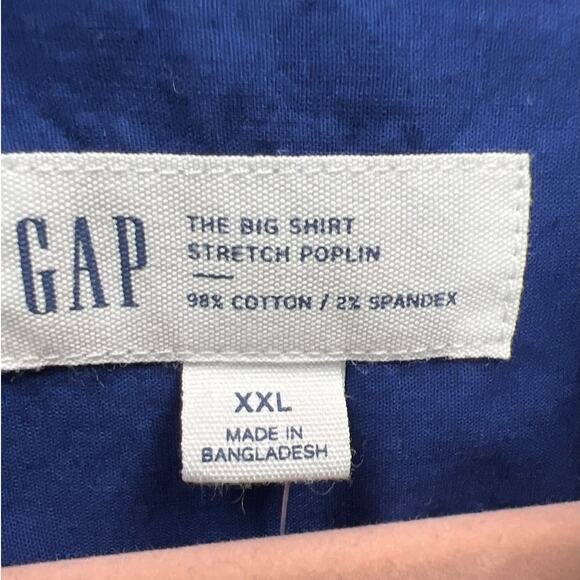 GAP
THE BIG SHIRT
STRETCH POPLIN
98% COTTON / 2% SPANDEX
XXL
MADE IN
BANGLADESH